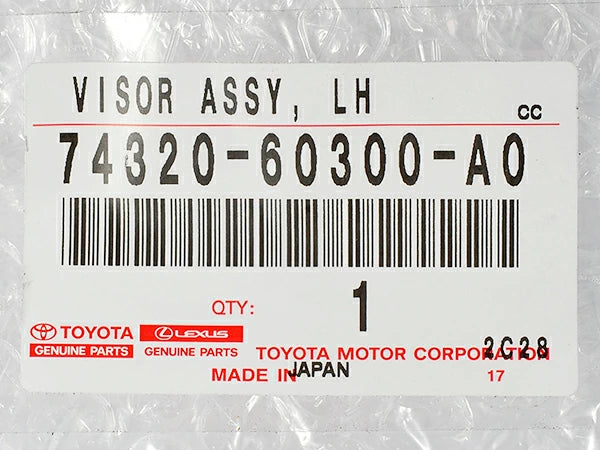 VISOR ASSY, LH
CC
74320-60300-A0
QTY: 1
TOYOTA LEXUS
GENUINE PARTS GENUINE PARTS TOYOTA MOTOR CORPORATION 2G28
MADE IN JAPAN 17